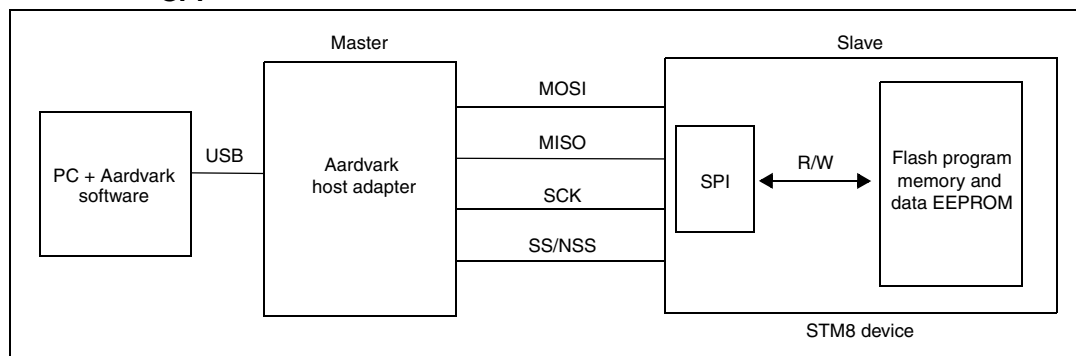 Master
Slave
PC + Aardvark
software
USB
Aardvark
host adapter
MOSI
MISO
SCK
SS/NSS
SPI
R/W
Flash program
memory and
data EEPROM
STM8 device